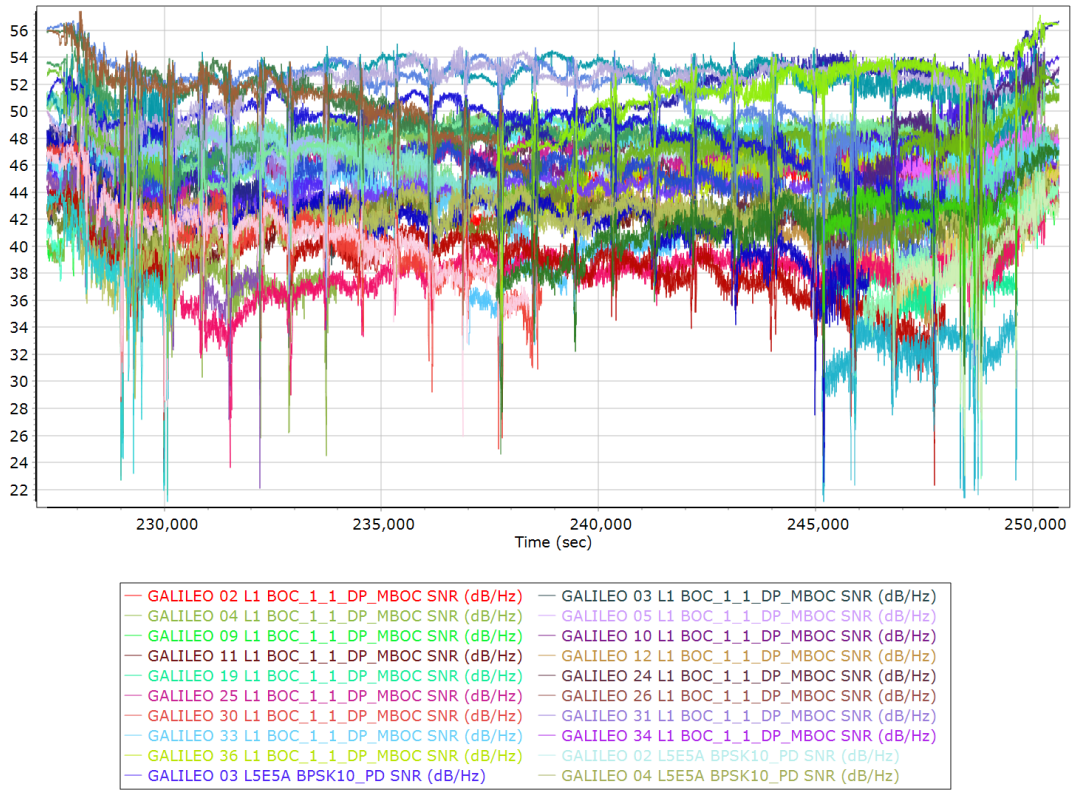 56
54
52
50
48
46
44
42
40
38
36
34
32
30
28
26
24
22
230,000 235,000 240,000 245,000 250,000
Time (sec)
GALILEO 02 L1 BOC_1_1_DP_MBOC SNR (dB/Hz) GALILEO 03 L1 BOC_1_1_DP_MBOC SNR (dB/Hz)
GALILEO 04 L1 BOC_1_1_DP_MBOC SNR (dB/Hz) GALILEO 05 L1 BOC_1_1_DP_MBOC SNR (dB/Hz)
GALILEO 09 L1 BOC_1_1_DP_MBOC SNR (dB/Hz) GALILEO 10 L1 BOC_1_1_DP_MBOC SNR (dB/Hz)
GALILEO 11 L1 BOC_1_1_DP_MBOC SNR (dB/Hz) GALILEO 12 L1 BOC_1_1_DP_MBOC SNR (dB/Hz)
GALILEO 19 L1 BOC_1_1_DP_MBOC SNR (dB/Hz) GALILEO 24 L1 BOC_1_1_DP_MBOC SNR (dB/Hz)
GALILEO 25 L1 BOC_1_1_DP_MBOC SNR (dB/Hz) GALILEO 26 L1 BOC_1_1_DP_MBOC SNR (dB/Hz)
GALILEO 30 L1 BOC_1_1_DP_MBOC SNR (dB/Hz) GALILEO 31 L1 BOC_1_1_DP_MBOC SNR (dB/Hz)
GALILEO 33 L1 BOC_1_1_DP_MBOC SNR (dB/Hz) GALILEO 34 L1 BOC_1_1_DP_MBOC SNR (dB/Hz)
GALILEO 36 L1 BOC_1_1_DP_MBOC SNR (dB/Hz) GALILEO 02 L5E5A BPSK10_PD SNR (dB/Hz)
GALILEO 03 L5E5A BPSK10_PD SNR (dB/Hz) GALILEO 04 L5E5A BPSK10_PD SNR (dB/Hz)